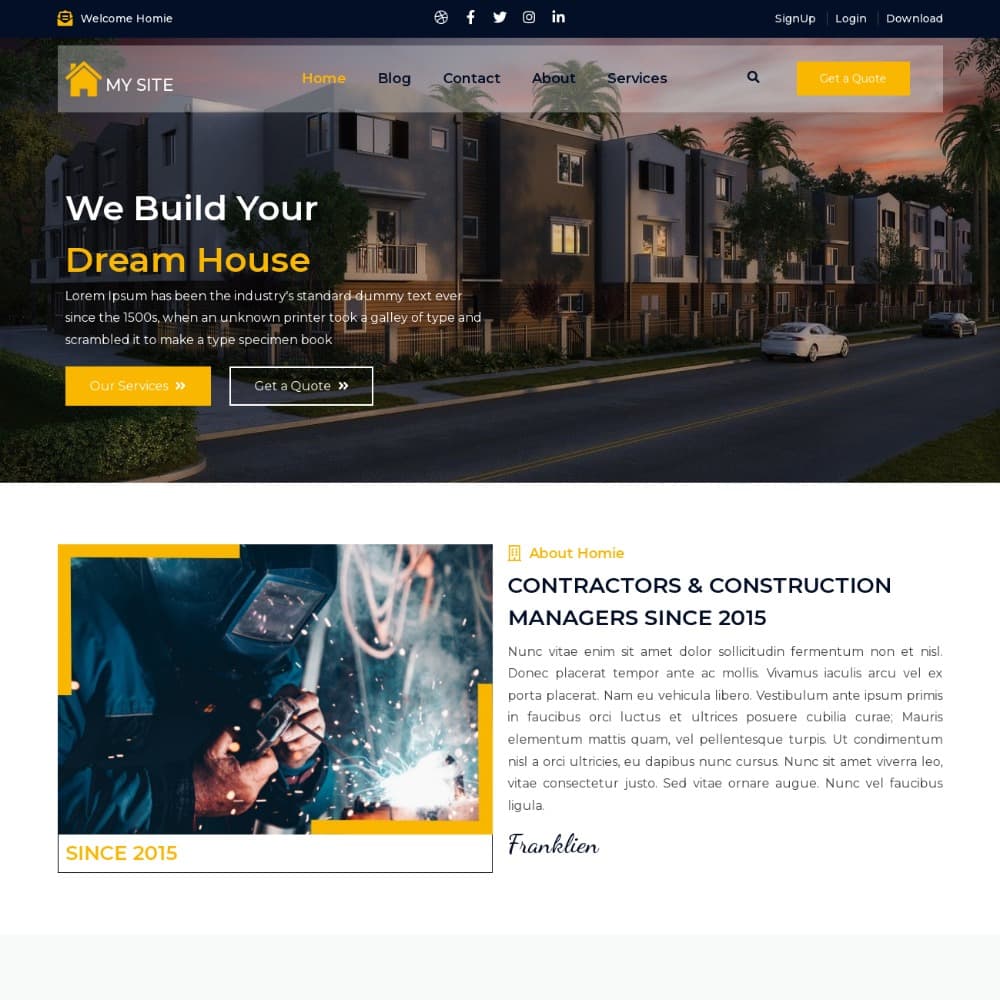 Welcome Homie
SignUp Login Download
MY SITE
Home Blog Contact About Services
Get a Quote
We Build Your
Dream House
Lorem Ipsum has been the industry's standard dummy text ever
since the 1500s, when an unknown printer took a galley of type and
scrambled it to make a type specimen book
Our Services
Get a Quote
SINCE 2015
About Homie
CONTRACTORS & CONSTRUCTION
MANAGERS SINCE 2015
Nunc vitae enim sit amet dolor sollicitudin fermentum non et nisl.
Donec placerat tempor ante ac mollis. Vivamus iaculis arcu vel ex
porta placerat. Nam eu vehicula libero. Vestibulum ante ipsum primis
in faucibus orci luctus et ultrices posuere cubilia curae; Mauris
elementum mattis quam, vel pellentesque turpis. Ut condimentum
nisl a orci ultricies, eu dapibus nunc cursus. Nunc sit amet viverra leo,
vitae consectetur justo. Sed vitae ornare augue. Nunc vel faucibus
ligula.
Franklien